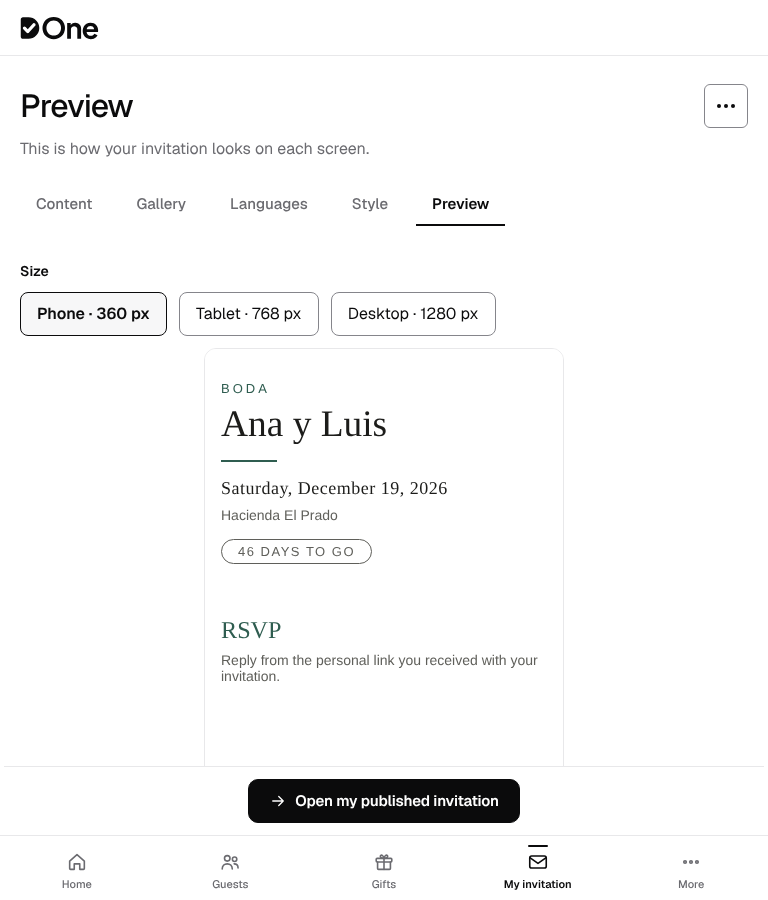 One
Preview
This is how your invitation looks on each screen.
Content Gallery Languages Style Preview
Size
Phone · 360 px Tablet · 768 px Desktop · 1280 px
BODA
Ana y Luis
Saturday, December 19, 2026
Hacienda El Prado
46 DAYS TO GO
RSVP
Reply from the personal link you received with your
invitation.
Open my published invitation
Home Guests Gifts My invitation More